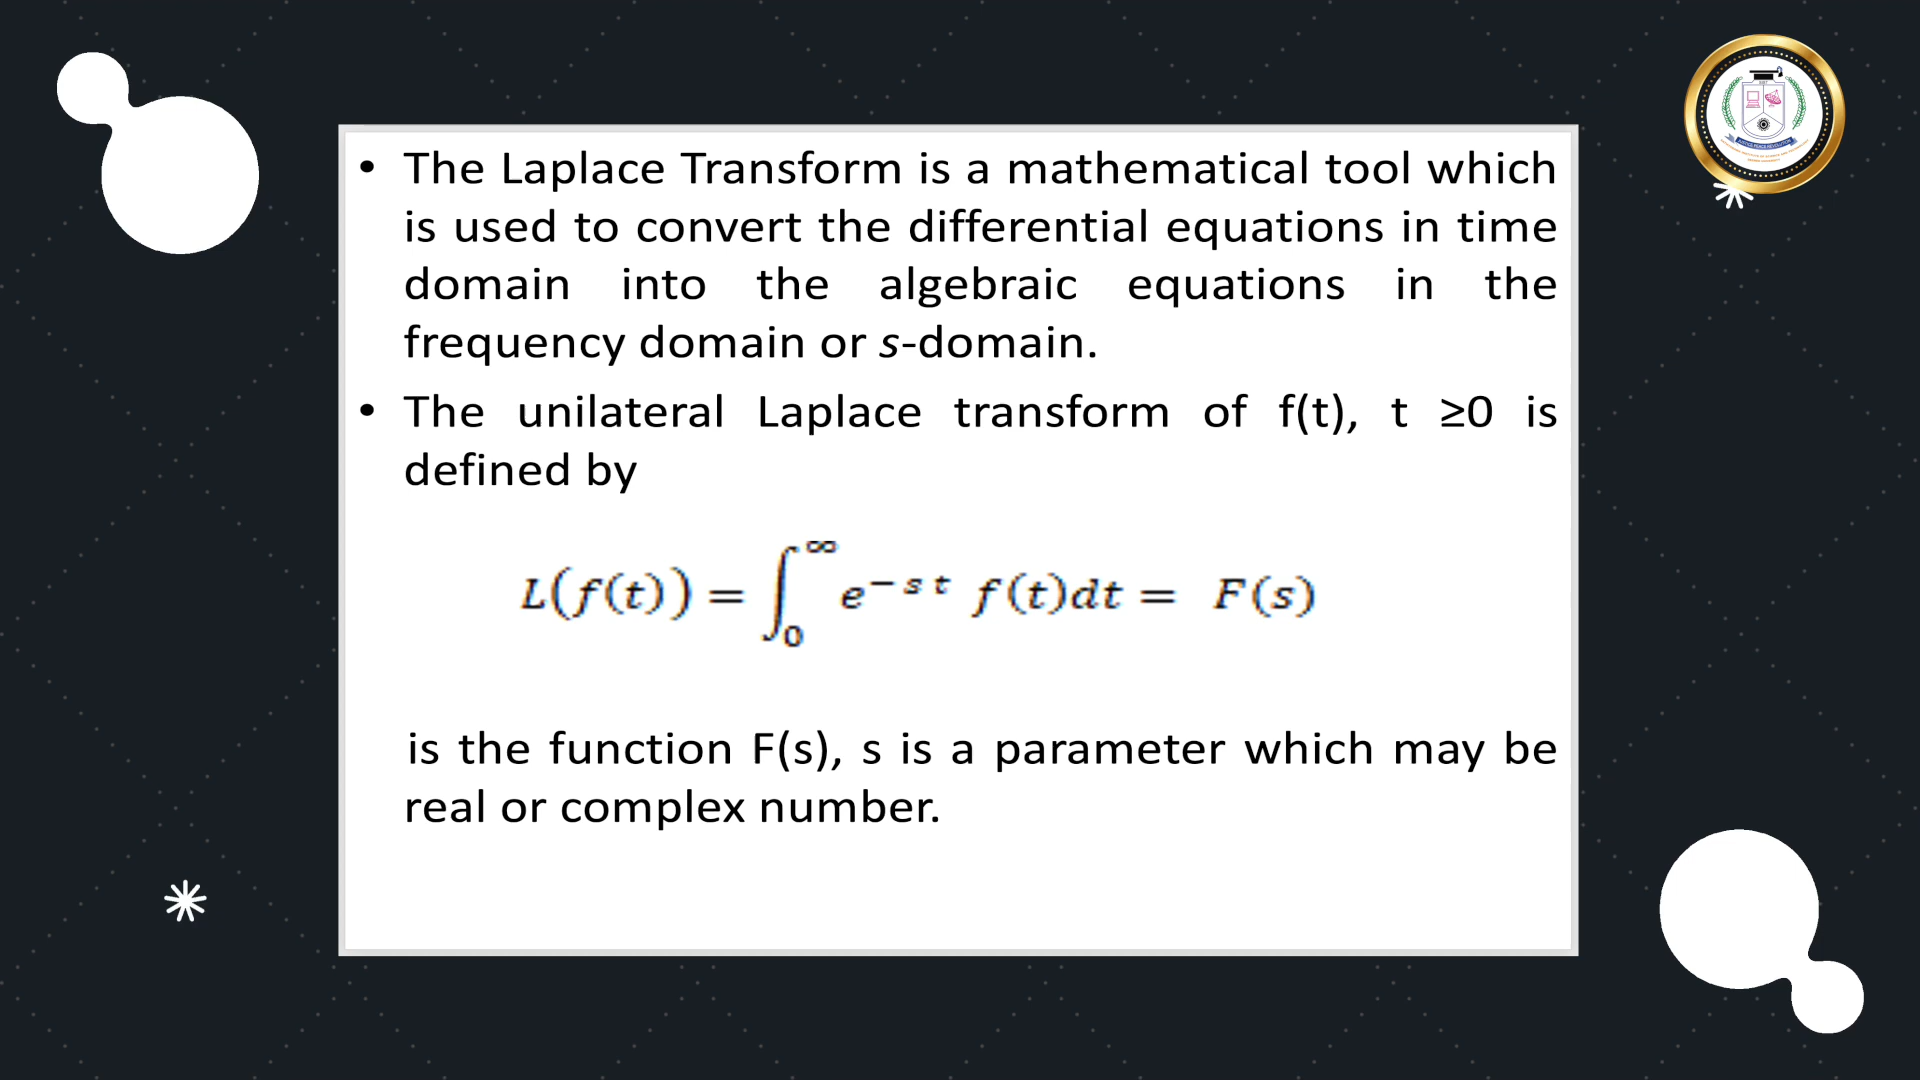 • The Laplace Transform is a mathematical tool which
is used to convert the differential equations in time
domain into the algebraic equations in the
frequency domain or s-domain.
• The unilateral Laplace transform of f(t), t ≥0 is
defined by
L(f(t)) = ∫₀^∞ e^{-st} f(t)dt = F(s)
is the function F(s), s is a parameter which may be
real or complex number.